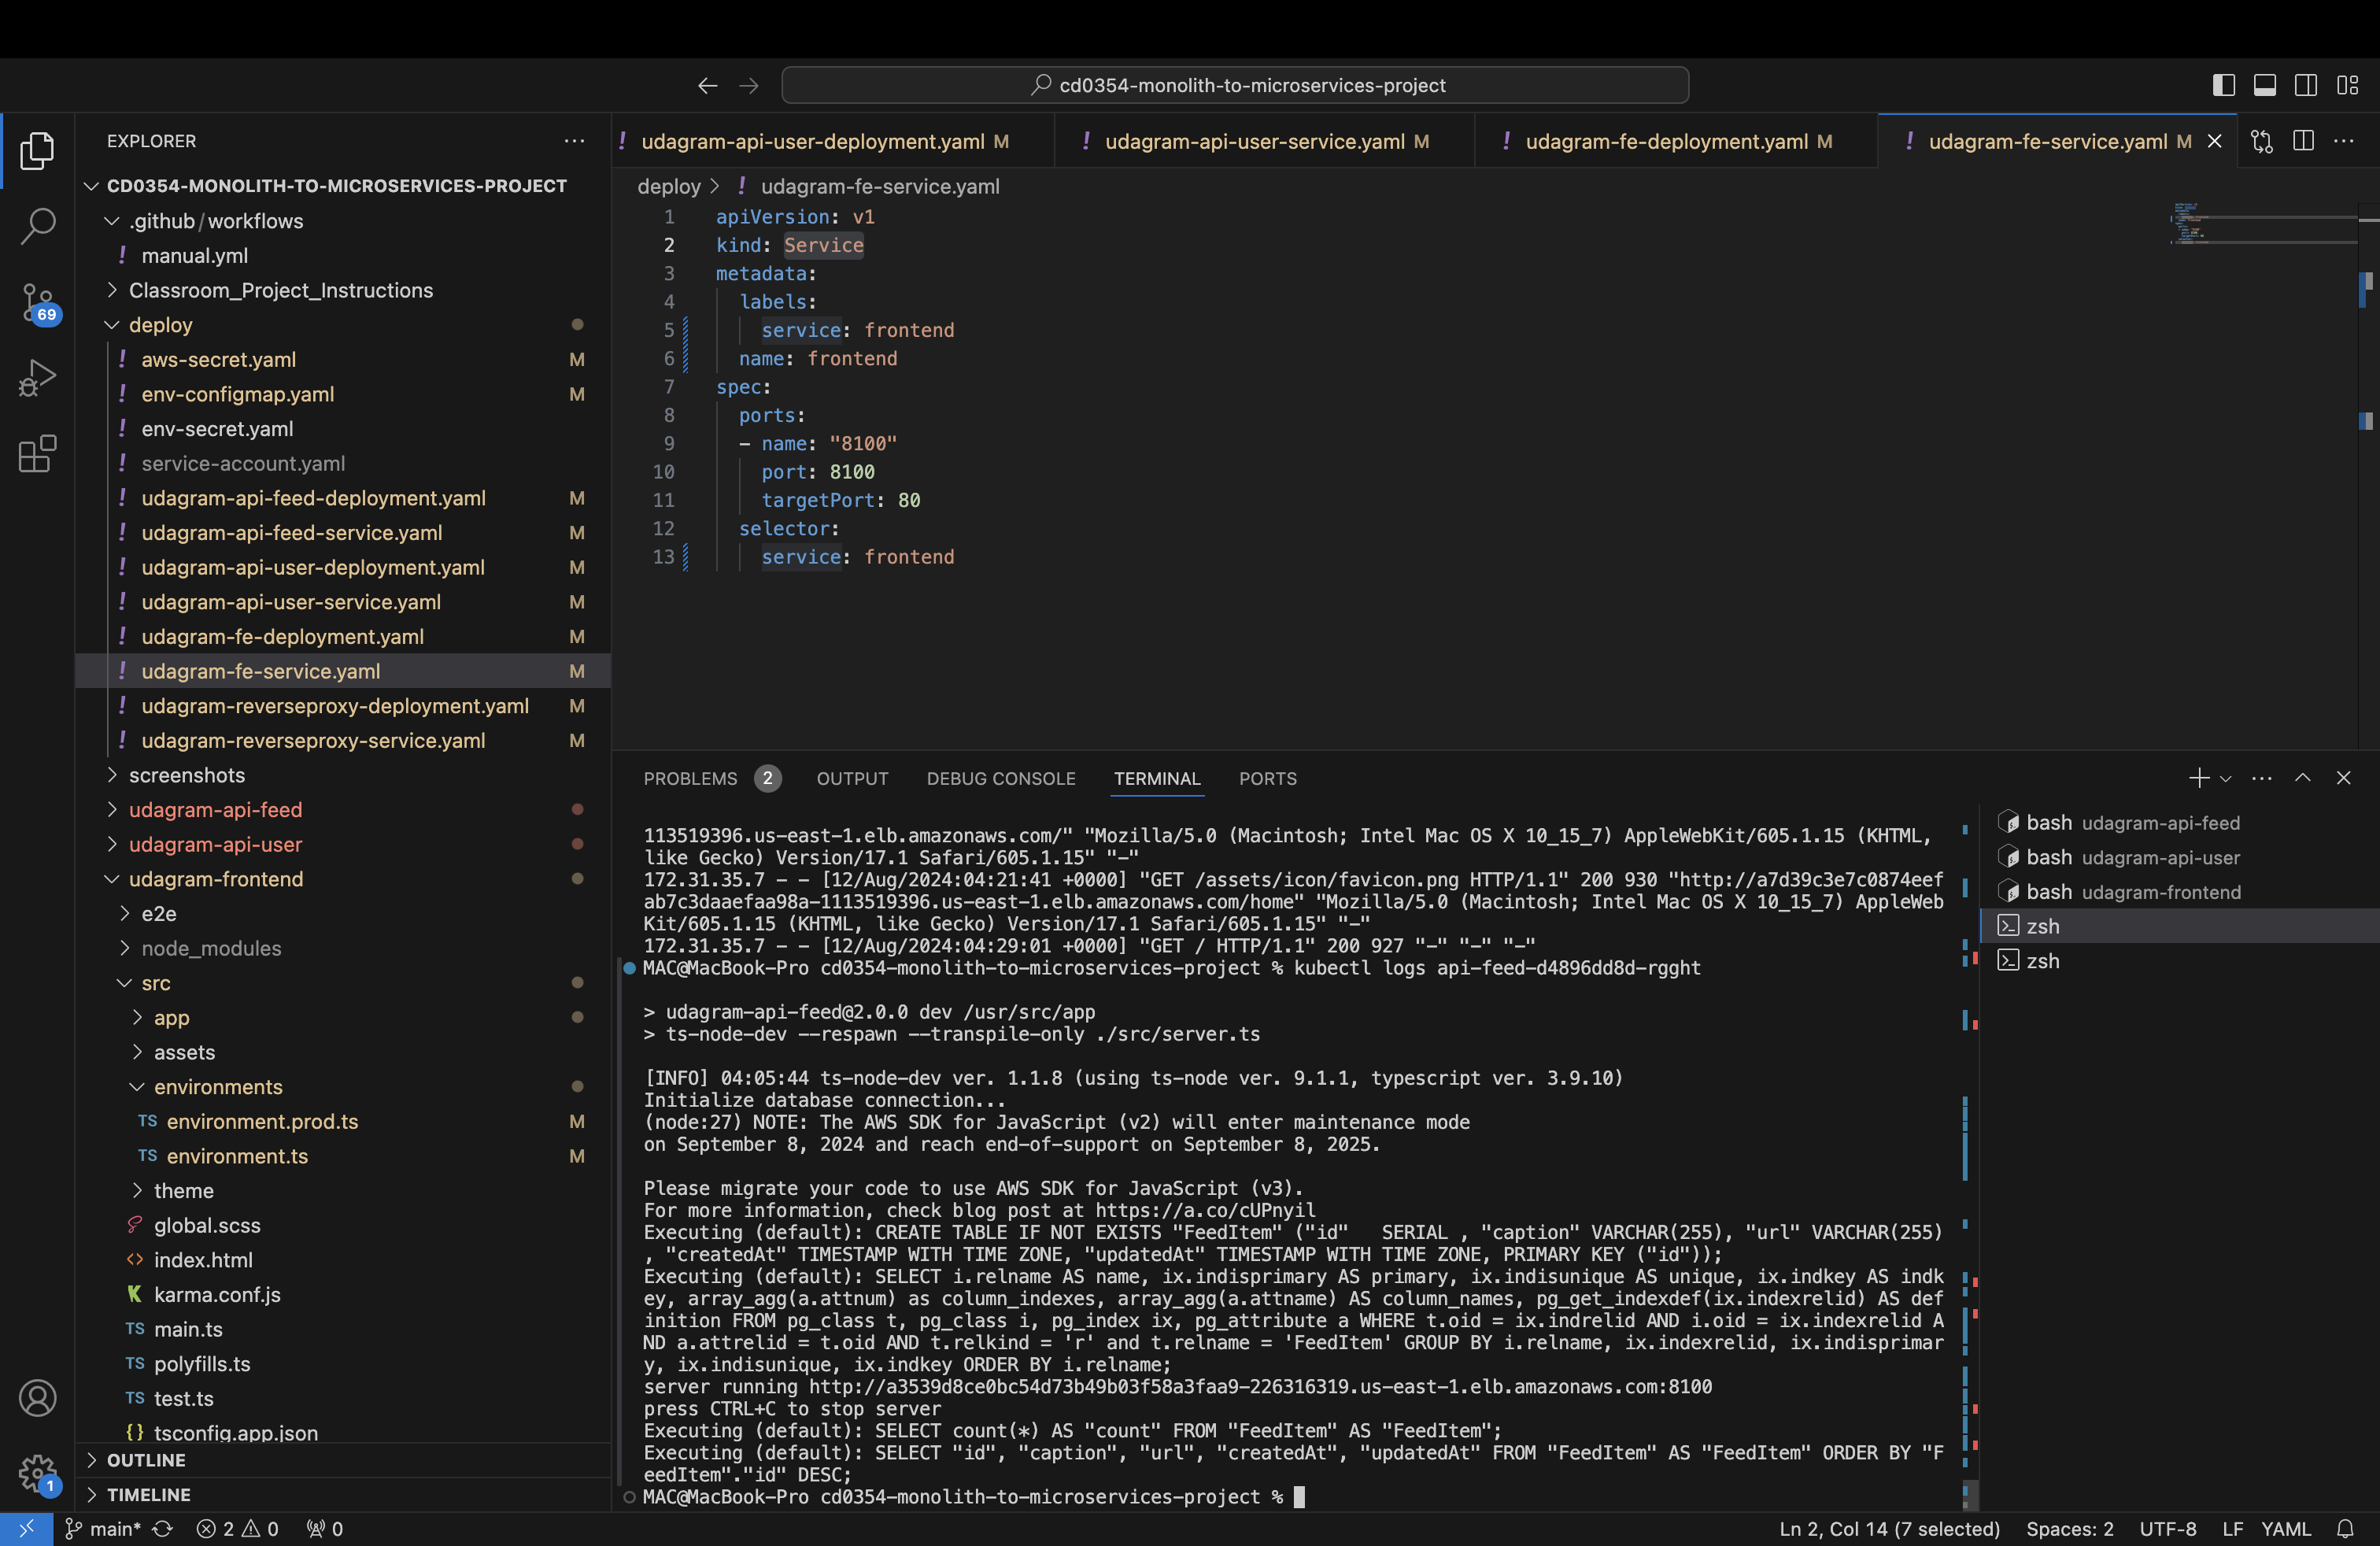 cd0354-monolith-to-microservices-project
EXPLORER
CD0354-MONOLITH-TO-MICROSERVICES-PROJECT
.github/workflows
! manual.yml
Classroom_Project_Instructions
69
deploy
! aws-secret.yaml M
! env-configmap.yaml M
! env-secret.yaml
! service-account.yaml
! udagram-api-feed-deployment.yaml M
! udagram-api-feed-service.yaml M
! udagram-api-user-deployment.yaml M
! udagram-api-user-service.yaml M
! udagram-fe-deployment.yaml M
! udagram-fe-service.yaml M
! udagram-reverseproxy-deployment.yaml M
! udagram-reverseproxy-service.yaml M
screenshots
udagram-api-feed
udagram-api-user
udagram-frontend
e2e
node_modules
src
app
assets
environments
TS environment.prod.ts M
TS environment.ts M
theme
global.scss
<> index.html
K karma.conf.js
TS main.ts
TS polyfills.ts
TS test.ts
{} tsconfig.app.json
OUTLINE
1
TIMELINE
! udagram-api-user-deployment.yaml M
! udagram-api-user-service.yaml M
! udagram-fe-deployment.yaml M
! udagram-fe-service.yaml M
deploy > ! udagram-fe-service.yaml
1 apiVersion: v1
2 kind: Service
3 metadata:
4 labels:
5 service: frontend
6 name: frontend
7 spec:
8 ports:
9 - name: "8100"
10 port: 8100
11 targetPort: 80
12 selector:
13 service: frontend
PROBLEMS 2 OUTPUT DEBUG CONSOLE TERMINAL PORTS
113519396.us-east-1.elb.amazonaws.com/" "Mozilla/5.0 (Macintosh; Intel Mac OS X 10_15_7) AppleWebKit/605.1.15 (KHTML,
like Gecko) Version/17.1 Safari/605.1.15" "-"
172.31.35.7 - - [12/Aug/2024:04:21:41 +0000] "GET /assets/icon/favicon.png HTTP/1.1" 200 930 "http://a7d39c3e7c0874eef
ab7c3daaefaa98a-1113519396.us-east-1.elb.amazonaws.com/home" "Mozilla/5.0 (Macintosh; Intel Mac OS X 10_15_7) AppleWeb
Kit/605.1.15 (KHTML, like Gecko) Version/17.1 Safari/605.1.15" "-"
172.31.35.7 - - [12/Aug/2024:04:29:01 +0000] "GET / HTTP/1.1" 200 927 "-" "-" "-"
MAC@MacBook-Pro cd0354-monolith-to-microservices-project % kubectl logs api-feed-d4896dd8d-rgght
> udagram-api-feed@2.0.0 dev /usr/src/app
> ts-node-dev --respawn --transpile-only ./src/server.ts
[INFO] 04:05:44 ts-node-dev ver. 1.1.8 (using ts-node ver. 9.1.1, typescript ver. 3.9.10)
Initialize database connection...
(node:27) NOTE: The AWS SDK for JavaScript (v2) will enter maintenance mode
on September 8, 2024 and reach end-of-support on September 8, 2025.
Please migrate your code to use AWS SDK for JavaScript (v3).
For more information, check blog post at https://a.co/cUPnyil
Executing (default): CREATE TABLE IF NOT EXISTS "FeedItem" ("id"   SERIAL , "caption" VARCHAR(255), "url" VARCHAR(255)
, "createdAt" TIMESTAMP WITH TIME ZONE, "updatedAt" TIMESTAMP WITH TIME ZONE, PRIMARY KEY ("id"));
Executing (default): SELECT i.relname AS name, ix.indisprimary AS primary, ix.indisunique AS unique, ix.indkey AS indk
ey, array_agg(a.attnum) as column_indexes, array_agg(a.attname) AS column_names, pg_get_indexdef(ix.indexrelid) AS def
inition FROM pg_class t, pg_class i, pg_index ix, pg_attribute a WHERE t.oid = ix.indrelid AND i.oid = ix.indexrelid A
ND a.attrelid = t.oid AND t.relkind = 'r' and t.relname = 'FeedItem' GROUP BY i.relname, ix.indexrelid, ix.indisprimar
y, ix.indisunique, ix.indkey ORDER BY i.relname;
server running http://a3539d8ce0bc54d73b49b03f58a3faa9-226316319.us-east-1.elb.amazonaws.com:8100
press CTRL+C to stop server
Executing (default): SELECT count(*) AS "count" FROM "FeedItem" AS "FeedItem";
Executing (default): SELECT "id", "caption", "url", "createdAt", "updatedAt" FROM "FeedItem" AS "FeedItem" ORDER BY "F
eedItem"."id" DESC;
MAC@MacBook-Pro cd0354-monolith-to-microservices-project %
bash udagram-api-feed
bash udagram-api-user
bash udagram-frontend
zsh
zsh
main* 2 0 0
Ln 2, Col 14 (7 selected) Spaces: 2 UTF-8 LF YAML